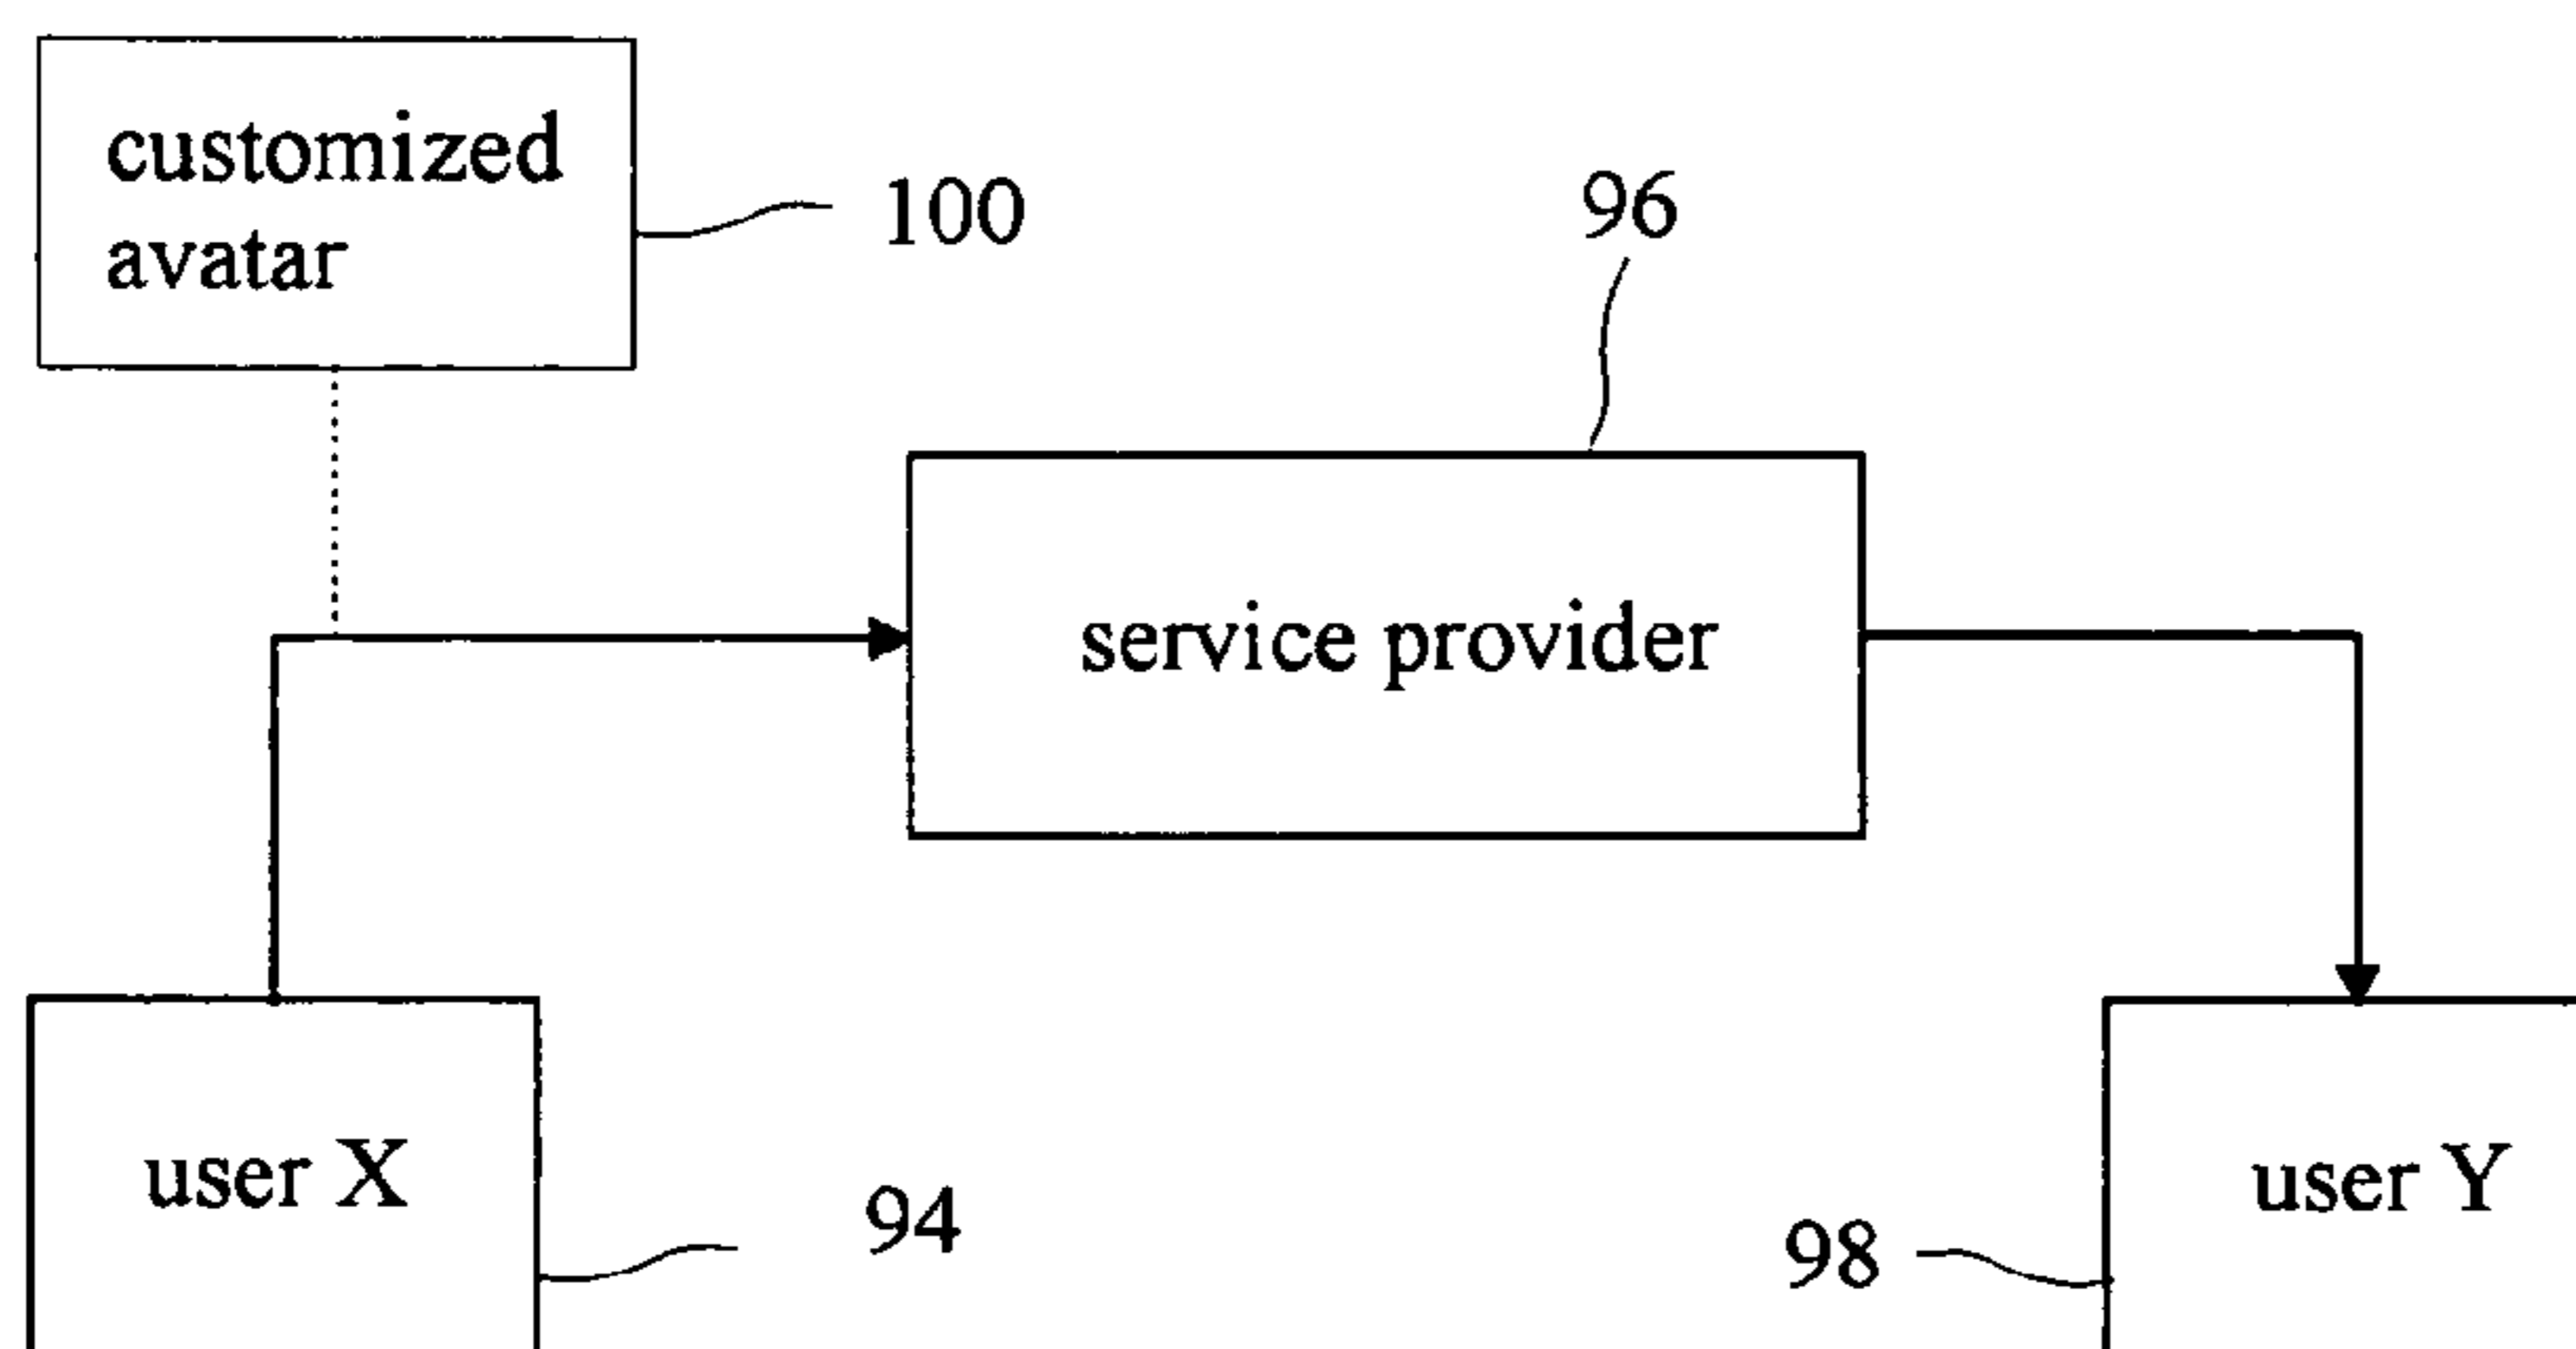 customized
avatar
100
96
service provider
user X
94
98
user Y